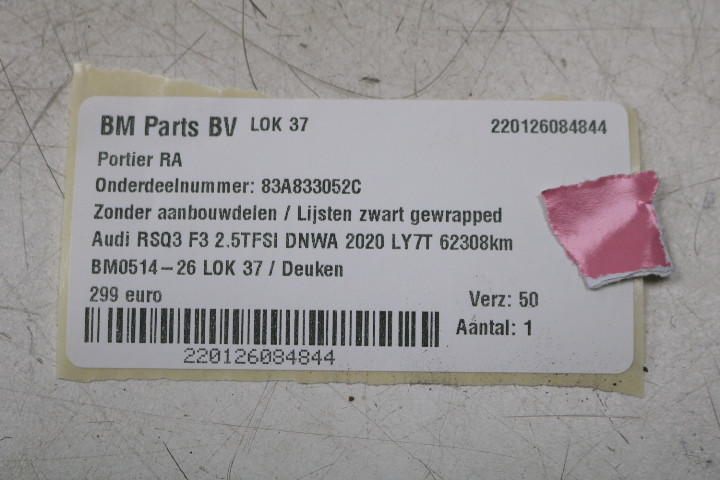 BM Parts BV LOK 37 220126084844
Portier RA
Onderdeelnummer: 83A833052C
Zonder aanbouwdelen / Lijsten zwart gewrapped
Audi RSQ3 F3 2.5TFSI DNWA 2020 LY7T 62308km
BM0514-26 LOK 37 / Deuken
299 euro Verz: 50
Aantal: 1
220126084844